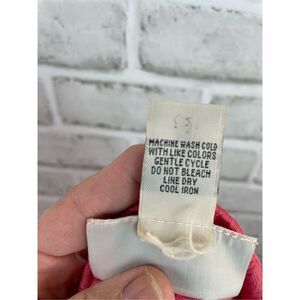 MACHINE WASH COLD
WITH LIKE COLORS
GENTLE CYCLE
DO NOT BLEACH
LINE DRY
COOL IRON